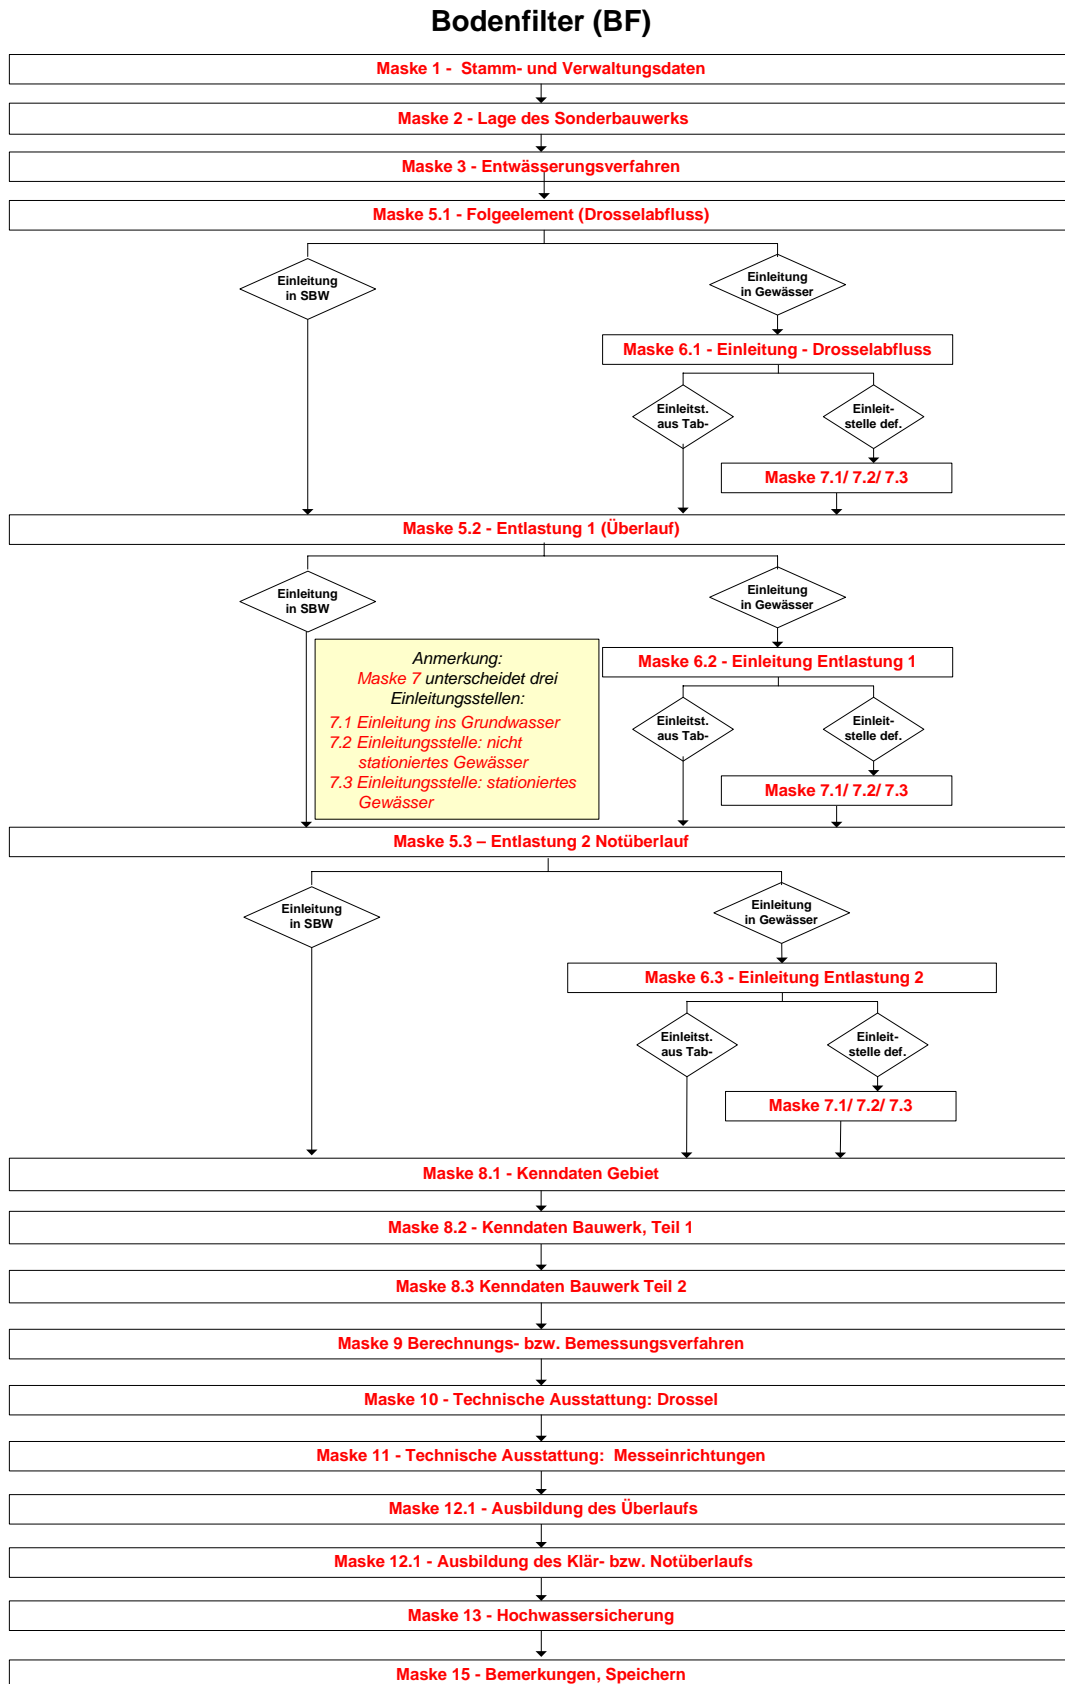 Bodenfilter (BF)
Maske 1 - Stamm- und Verwaltungsdaten
Maske 2 - Lage des Sonderbauwerks
Maske 3 - Entwässerungsverfahren
Maske 5.1 - Folgeelement (Drosselabfluss)
Einleitung
in SBW
Einleitung
in Gewässer
Maske 6.1 - Einleitung - Drosselabfluss
Einleitst.
aus Tab-
Einleit-
stelle def.
Maske 7.1/ 7.2/ 7.3
Maske 5.2 - Entlastung 1 (Überlauf)
Einleitung
in SBW
Einleitung
in Gewässer
Anmerkung:
Maske 7 unterscheidet drei
Einleitungsstellen:
7.1 Einleitung ins Grundwasser
7.2 Einleitungsstelle: nicht
stationiertes Gewässer
7.3 Einleitungsstelle: stationiertes
Gewässer
Maske 6.2 - Einleitung Entlastung 1
Einleitst.
aus Tab-
Einleit-
stelle def.
Maske 7.1/ 7.2/ 7.3
Maske 5.3 – Entlastung 2 Notüberlauf
Einleitung
in SBW
Einleitung
in Gewässer
Maske 6.3 - Einleitung Entlastung 2
Einleitst.
aus Tab-
Einleit-
stelle def.
Maske 7.1/ 7.2/ 7.3
Maske 8.1 - Kenndaten Gebiet
Maske 8.2 - Kenndaten Bauwerk, Teil 1
Maske 8.3 Kenndaten Bauwerk Teil 2
Maske 9 Berechnungs- bzw. Bemessungsverfahren
Maske 10 - Technische Ausstattung: Drossel
Maske 11 - Technische Ausstattung: Messeinrichtungen
Maske 12.1 - Ausbildung des Überlaufs
Maske 12.1 - Ausbildung des Klär- bzw. Notüberlaufs
Maske 13 - Hochwassersicherung
Maske 15 - Bemerkungen, Speichern